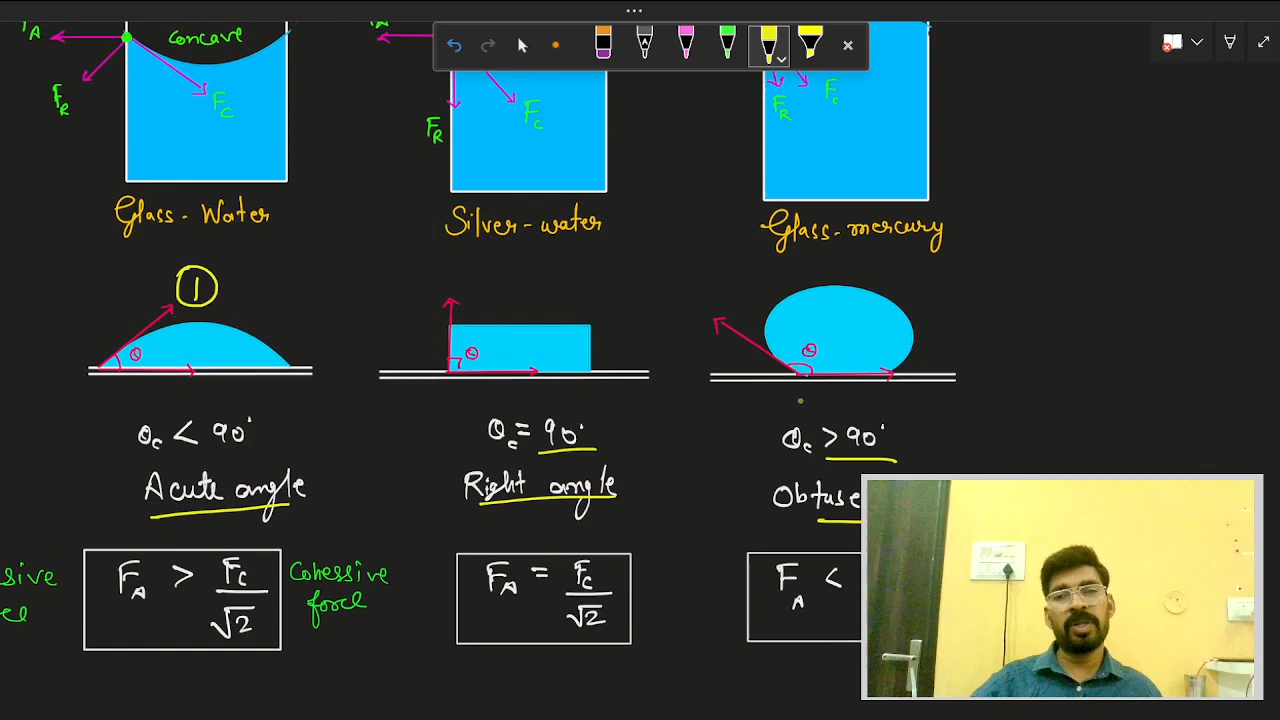 Concave
F_A
F_R
F_C
F_R
F_C
F_R
F_C
Glass - Water
Silver - water
Glass - mercury
1
θ
θ
θ
θ_c < 90°
θ_c = 90°
θ_c > 90°
Acute angle
Right angle
Obtuse
F_A > F_C/√2
Cohessive
force
F_A = F_C/√2
F_A <